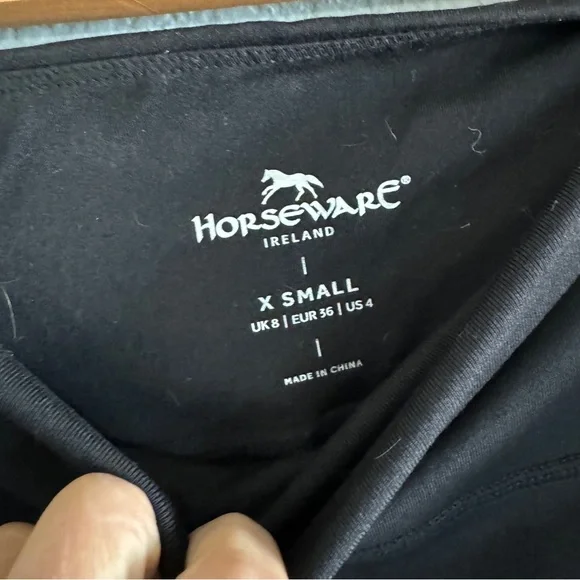 HORSEWARE®
IRELAND
X SMALL
UK 8 | EUR 36 | US 4
MADE IN CHINA